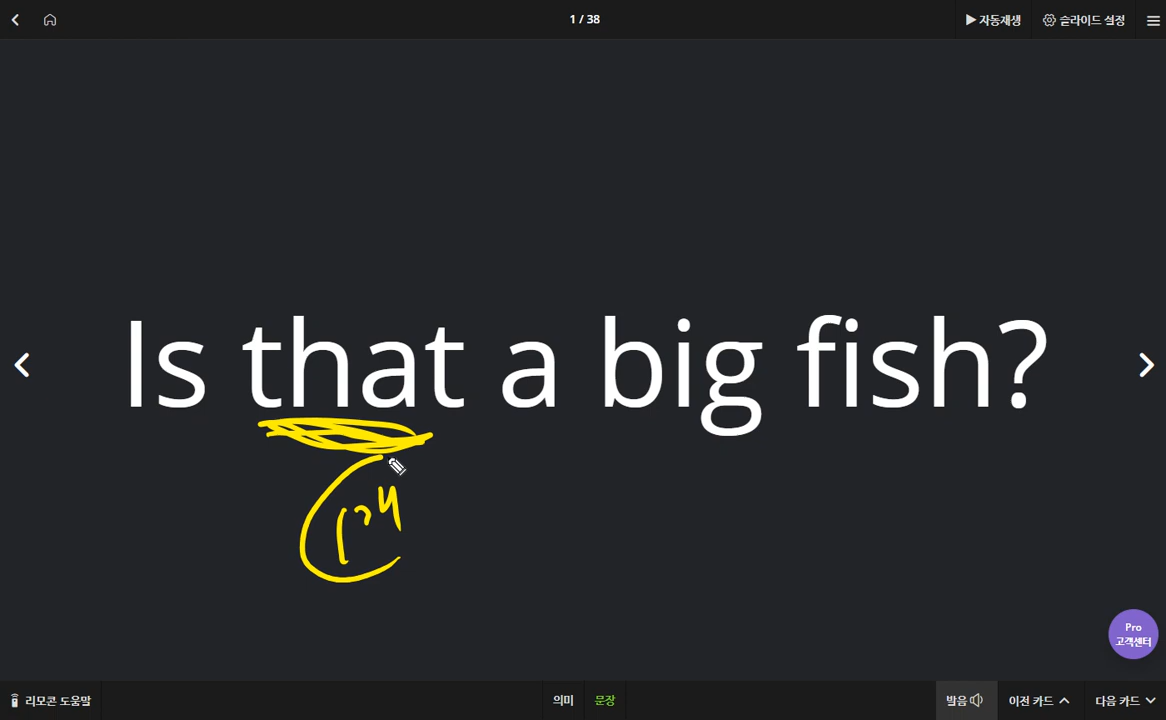 1 / 38
자동재생
슬라이드 설정
Is that a big fish?
Pro
고객센터
리모콘 도움말
의미
문장
발음
이전 카드
다음 카드